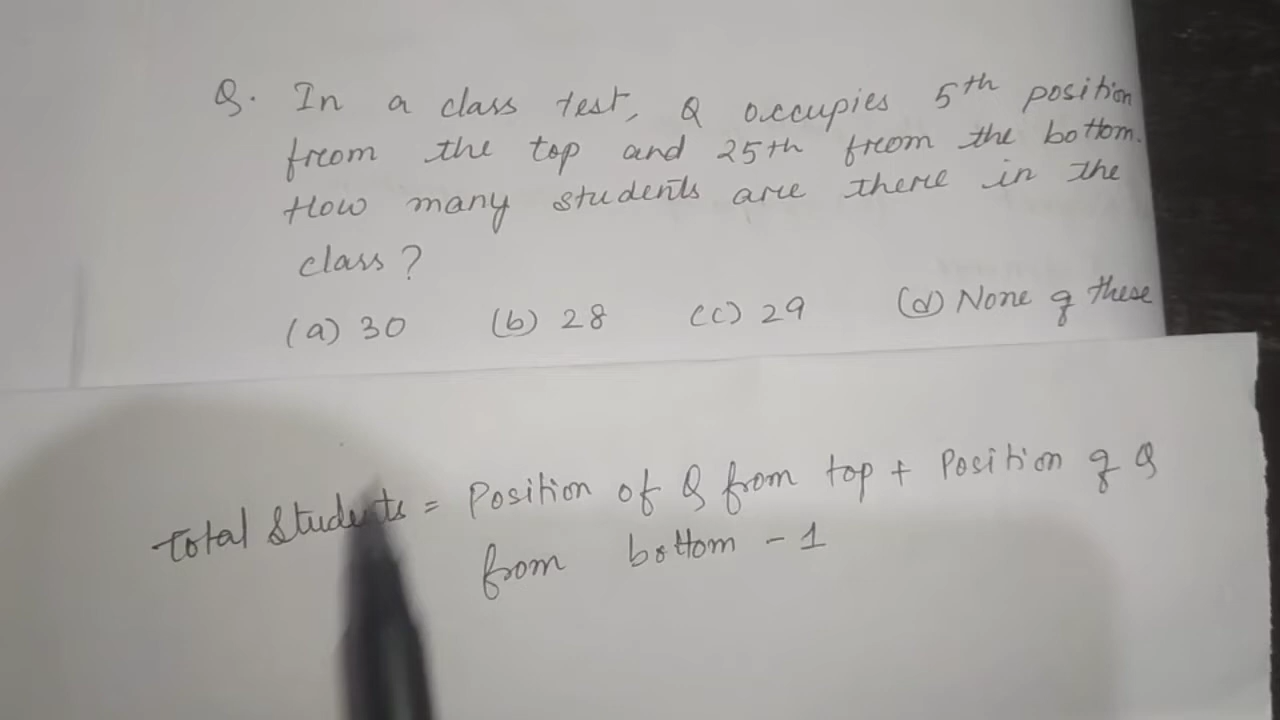 Q. In a class test, Q occupies 5th position
from the top and 25th from the bottom.
How many students are there in the
class?
(a) 30 (b) 28 (c) 29 (d) None of these
Total Students = Position of Q from top + Position of Q
from bottom - 1